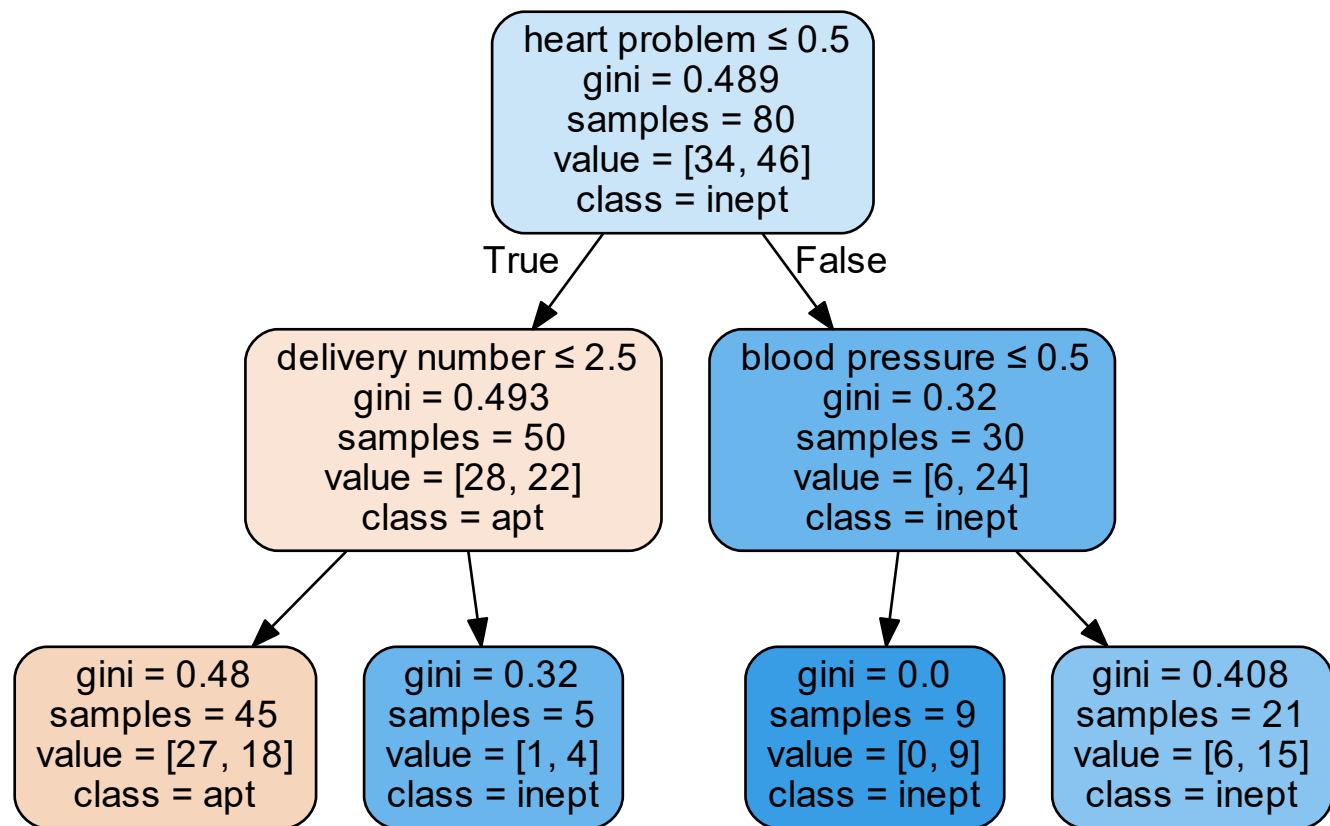 heart problem ≤ 0.5
gini = 0.489
samples = 80
value = [34, 46]
class = inept
True
False
delivery number ≤ 2.5
gini = 0.493
samples = 50
value = [28, 22]
class = apt
blood pressure ≤ 0.5
gini = 0.32
samples = 30
value = [6, 24]
class = inept
gini = 0.48
samples = 45
value = [27, 18]
class = apt
gini = 0.32
samples = 5
value = [1, 4]
class = inept
gini = 0.0
samples = 9
value = [0, 9]
class = inept
gini = 0.408
samples = 21
value = [6, 15]
class = inept